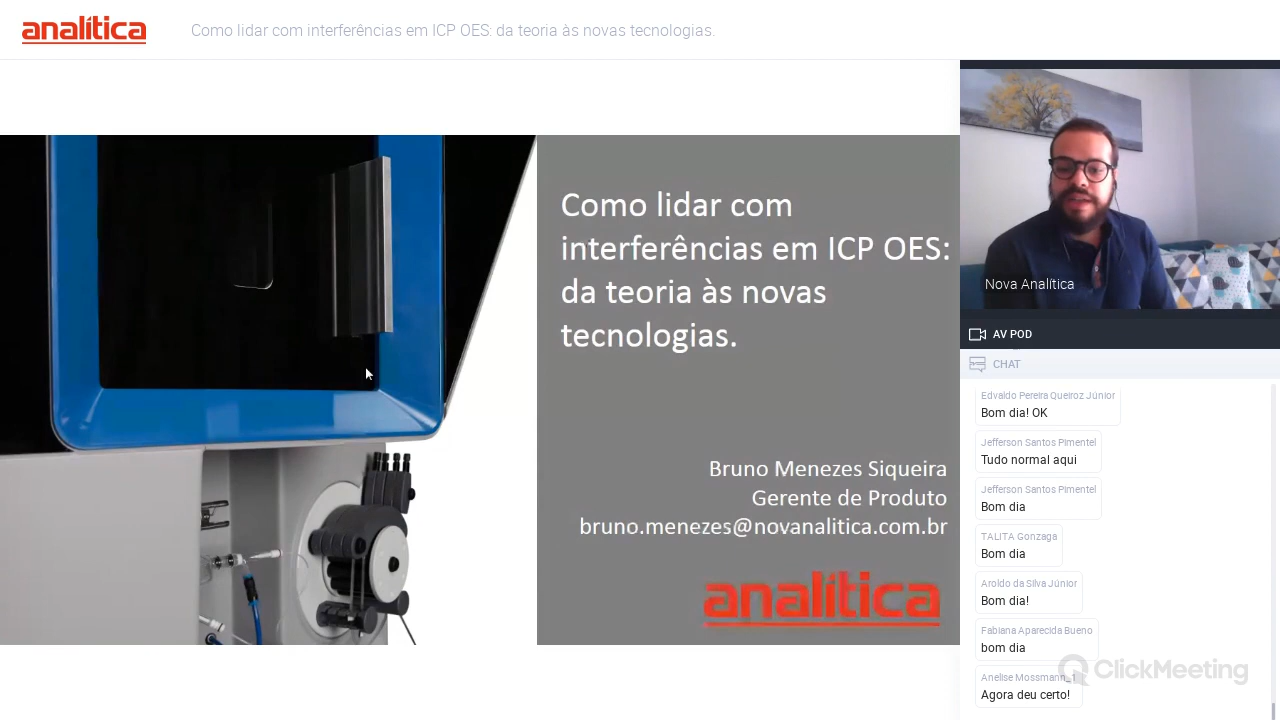 analítica
Como lidar com interferências em ICP OES: da teoria às novas tecnologias.
Como lidar com
interferências em ICP OES:
da teoria às novas
tecnologias.
Bruno Menezes Siqueira
Gerente de Produto
bruno.menezes@novanalitica.com.br
analítica
Nova Analítica
AV POD
CHAT
Edvaldo Pereira Queiroz Júnior
Bom dia! OK
Jefferson Santos Pimentel
Tudo normal aqui
Jefferson Santos Pimentel
Bom dia
TALITA Gonzaga
Bom dia
Aroldo da Silva Júnior
Bom dia!
Fabiana Aparecida Bueno
bom dia
Anelise Mossmann_1
Agora deu certo!
ClickMeeting